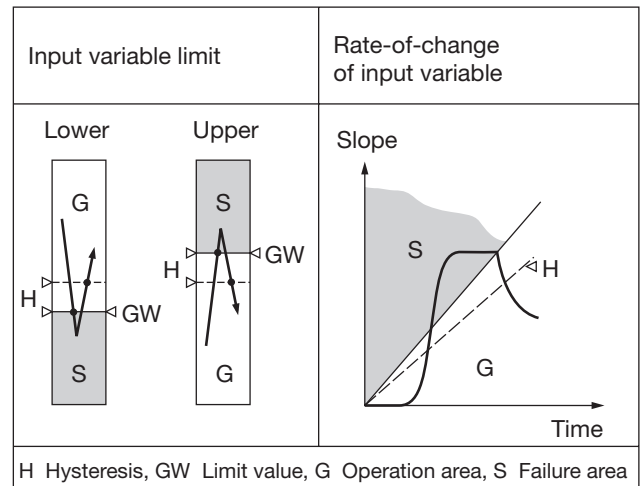 Input variable limit
Rate-of-change
of input variable
Lower
Upper
G
S
H
GW
S
G
H
GW
Slope
S
H
G
Time
H Hysteresis, GW Limit value, G Operation area, S Failure area